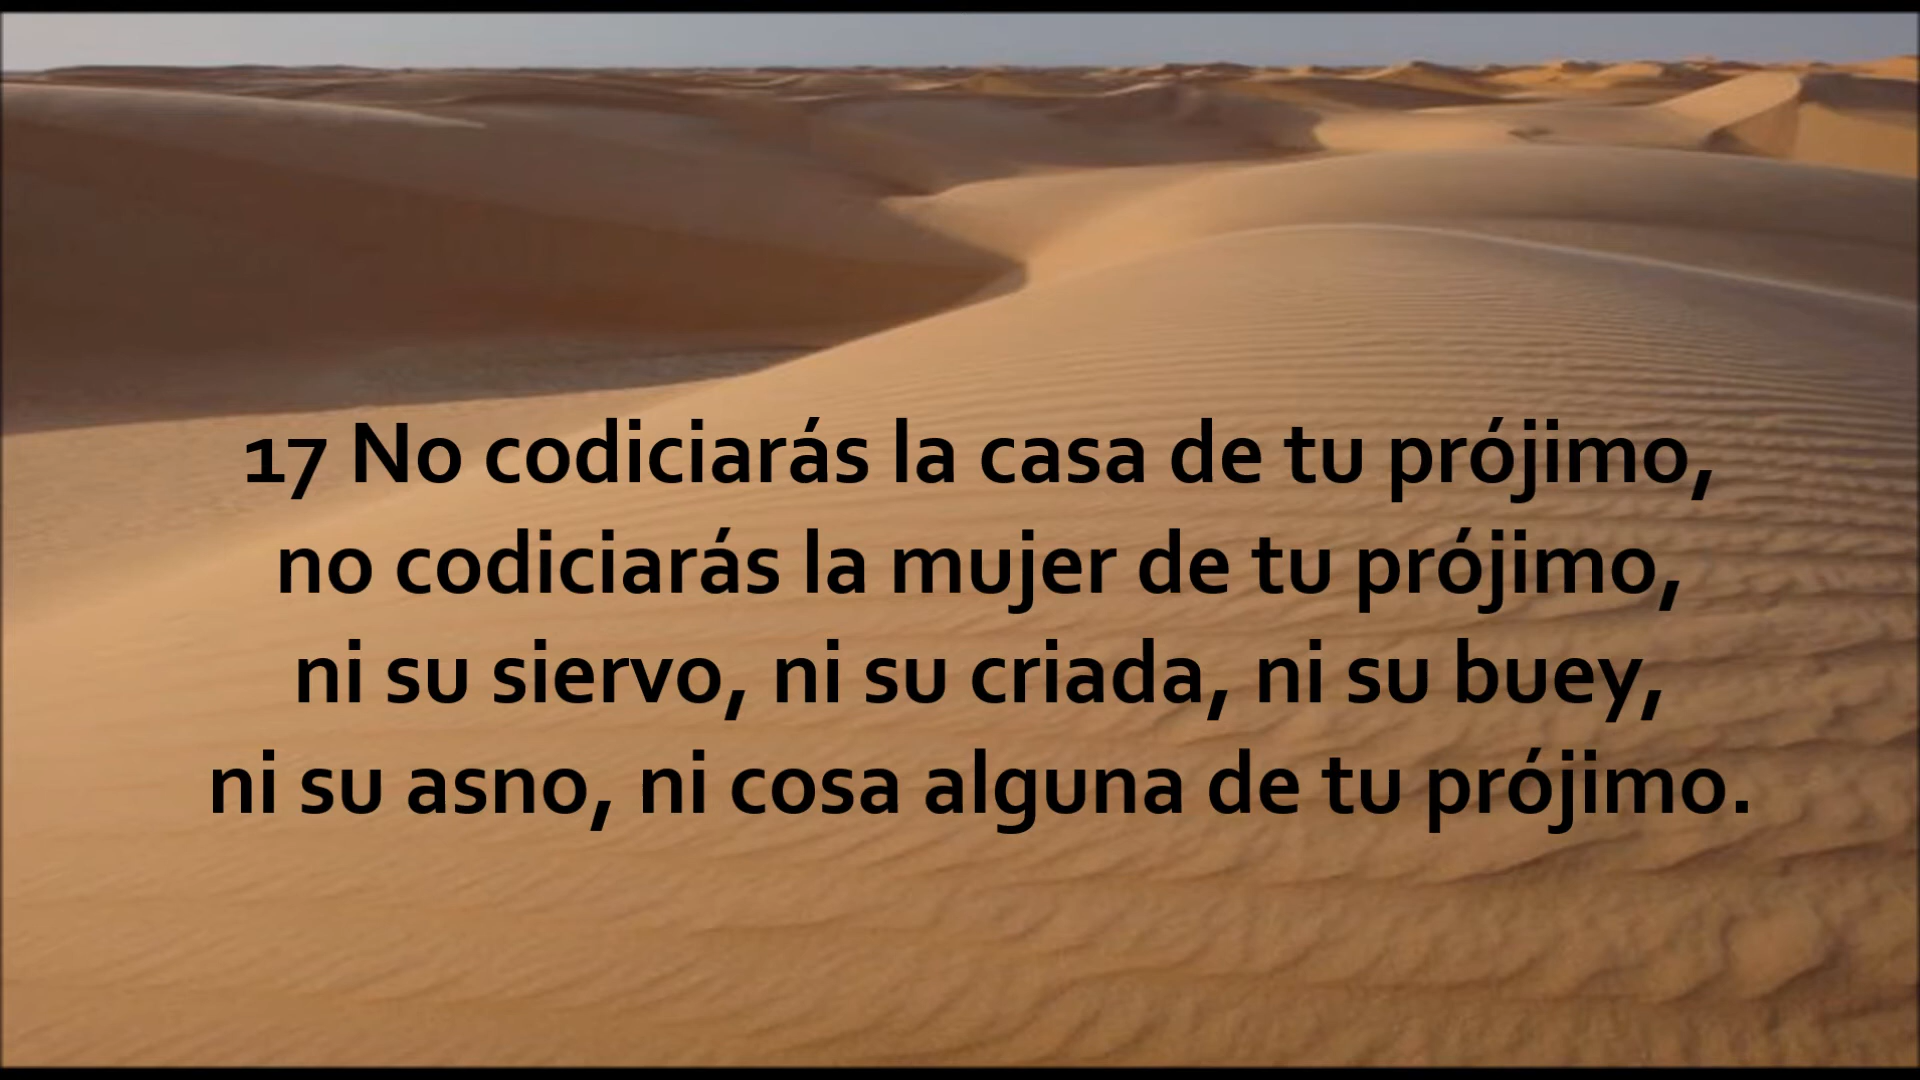 17 No codiciarás la casa de tu prójimo,
no codiciarás la mujer de tu prójimo,
ni su siervo, ni su criada, ni su buey,
ni su asno, ni cosa alguna de tu prójimo.